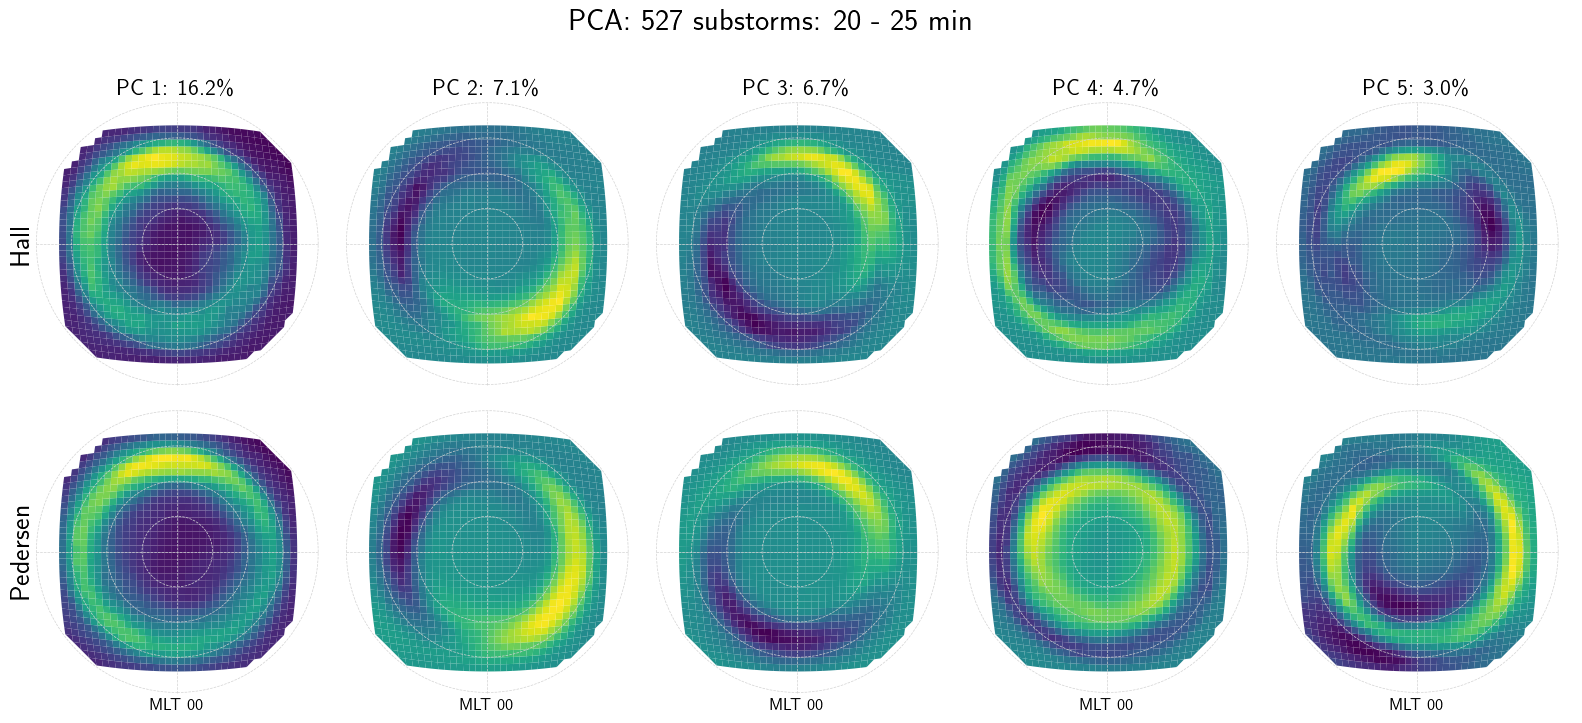 PCA: 527 substorms: 20 - 25 min
PC 1: 16.2%
PC 2: 7.1%
PC 3: 6.7%
PC 4: 4.7%
PC 5: 3.0%
Hall
Pedersen
MLT 00
MLT 00
MLT 00
MLT 00
MLT 00